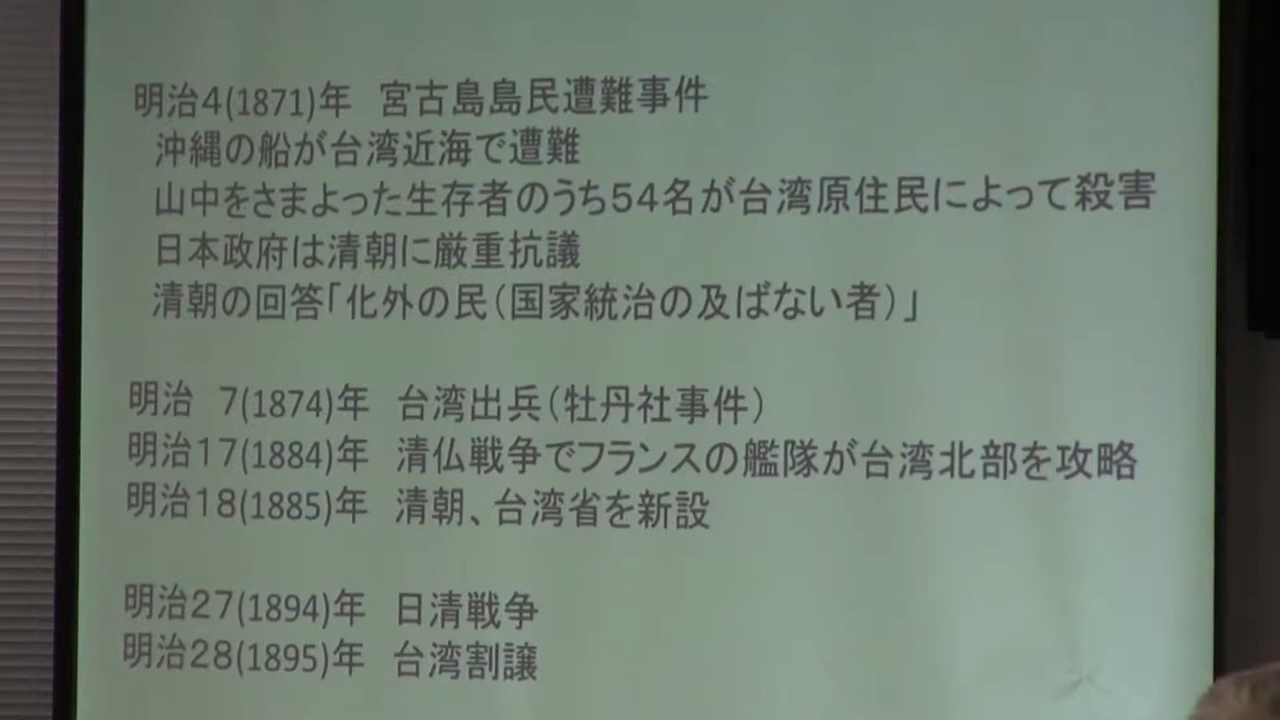 明治4(1871)年　宮古島島民遭難事件
沖縄の船が台湾近海で遭難
山中をさまよった生存者のうち54名が台湾原住民によって殺害
日本政府は清朝に厳重抗議
清朝の回答「化外の民（国家統治の及ばない者）」
明治　7(1874)年　台湾出兵（牡丹社事件）
明治17(1884)年　清仏戦争でフランスの艦隊が台湾北部を攻略
明治18(1885)年　清朝、台湾省を新設
明治27(1894)年　日清戦争
明治28(1895)年　台湾割譲